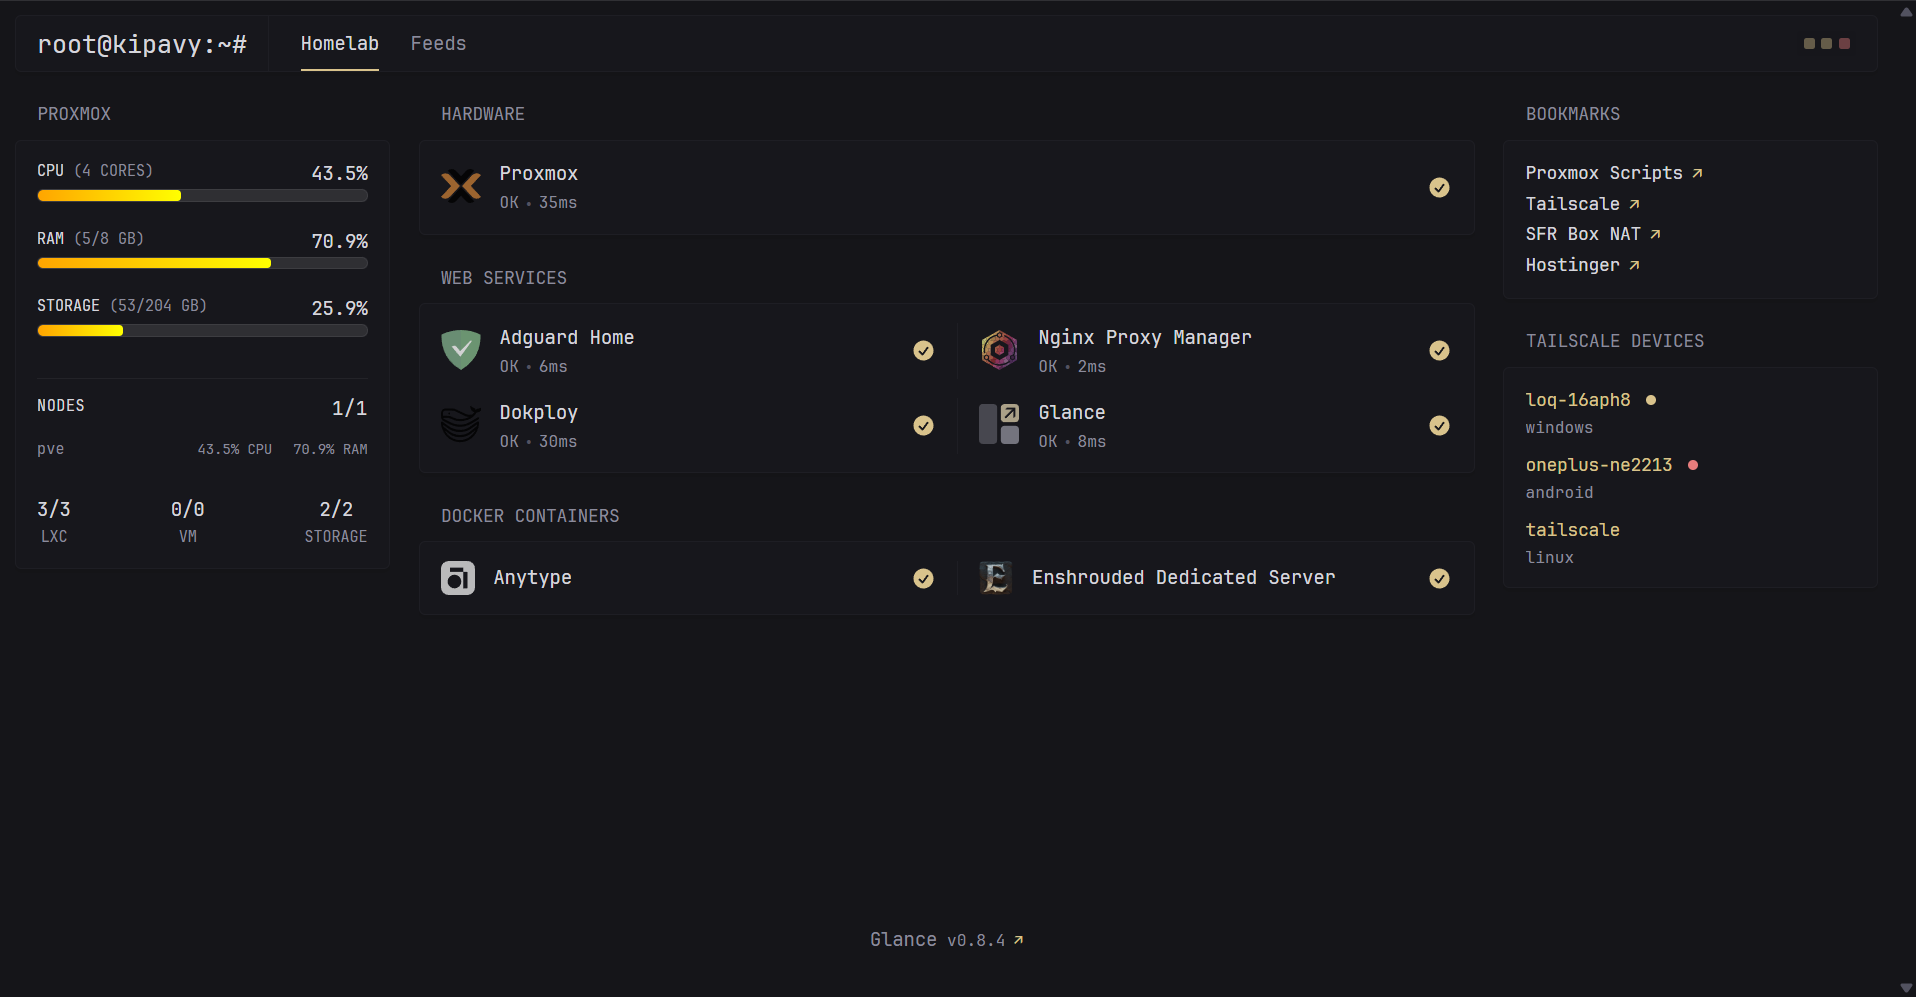 root@kipavy:~#
Homelab
Feeds
PROXMOX
CPU (4 CORES) 43.5%
RAM (5/8 GB) 70.9%
STORAGE (53/204 GB) 25.9%
NODES 1/1
pve 43.5% CPU 70.9% RAM
3/3 0/0 2/2
LXC VM STORAGE
HARDWARE
Proxmox
OK • 35ms
WEB SERVICES
Adguard Home
OK • 6ms
Nginx Proxy Manager
OK • 2ms
Dokploy
OK • 30ms
Glance
OK • 8ms
DOCKER CONTAINERS
Anytype
Enshrouded Dedicated Server
BOOKMARKS
Proxmox Scripts ↗
Tailscale ↗
SFR Box NAT ↗
Hostinger ↗
TAILSCALE DEVICES
loq-16aph8
windows
oneplus-ne2213
android
tailscale
linux
Glance v0.8.4 ↗